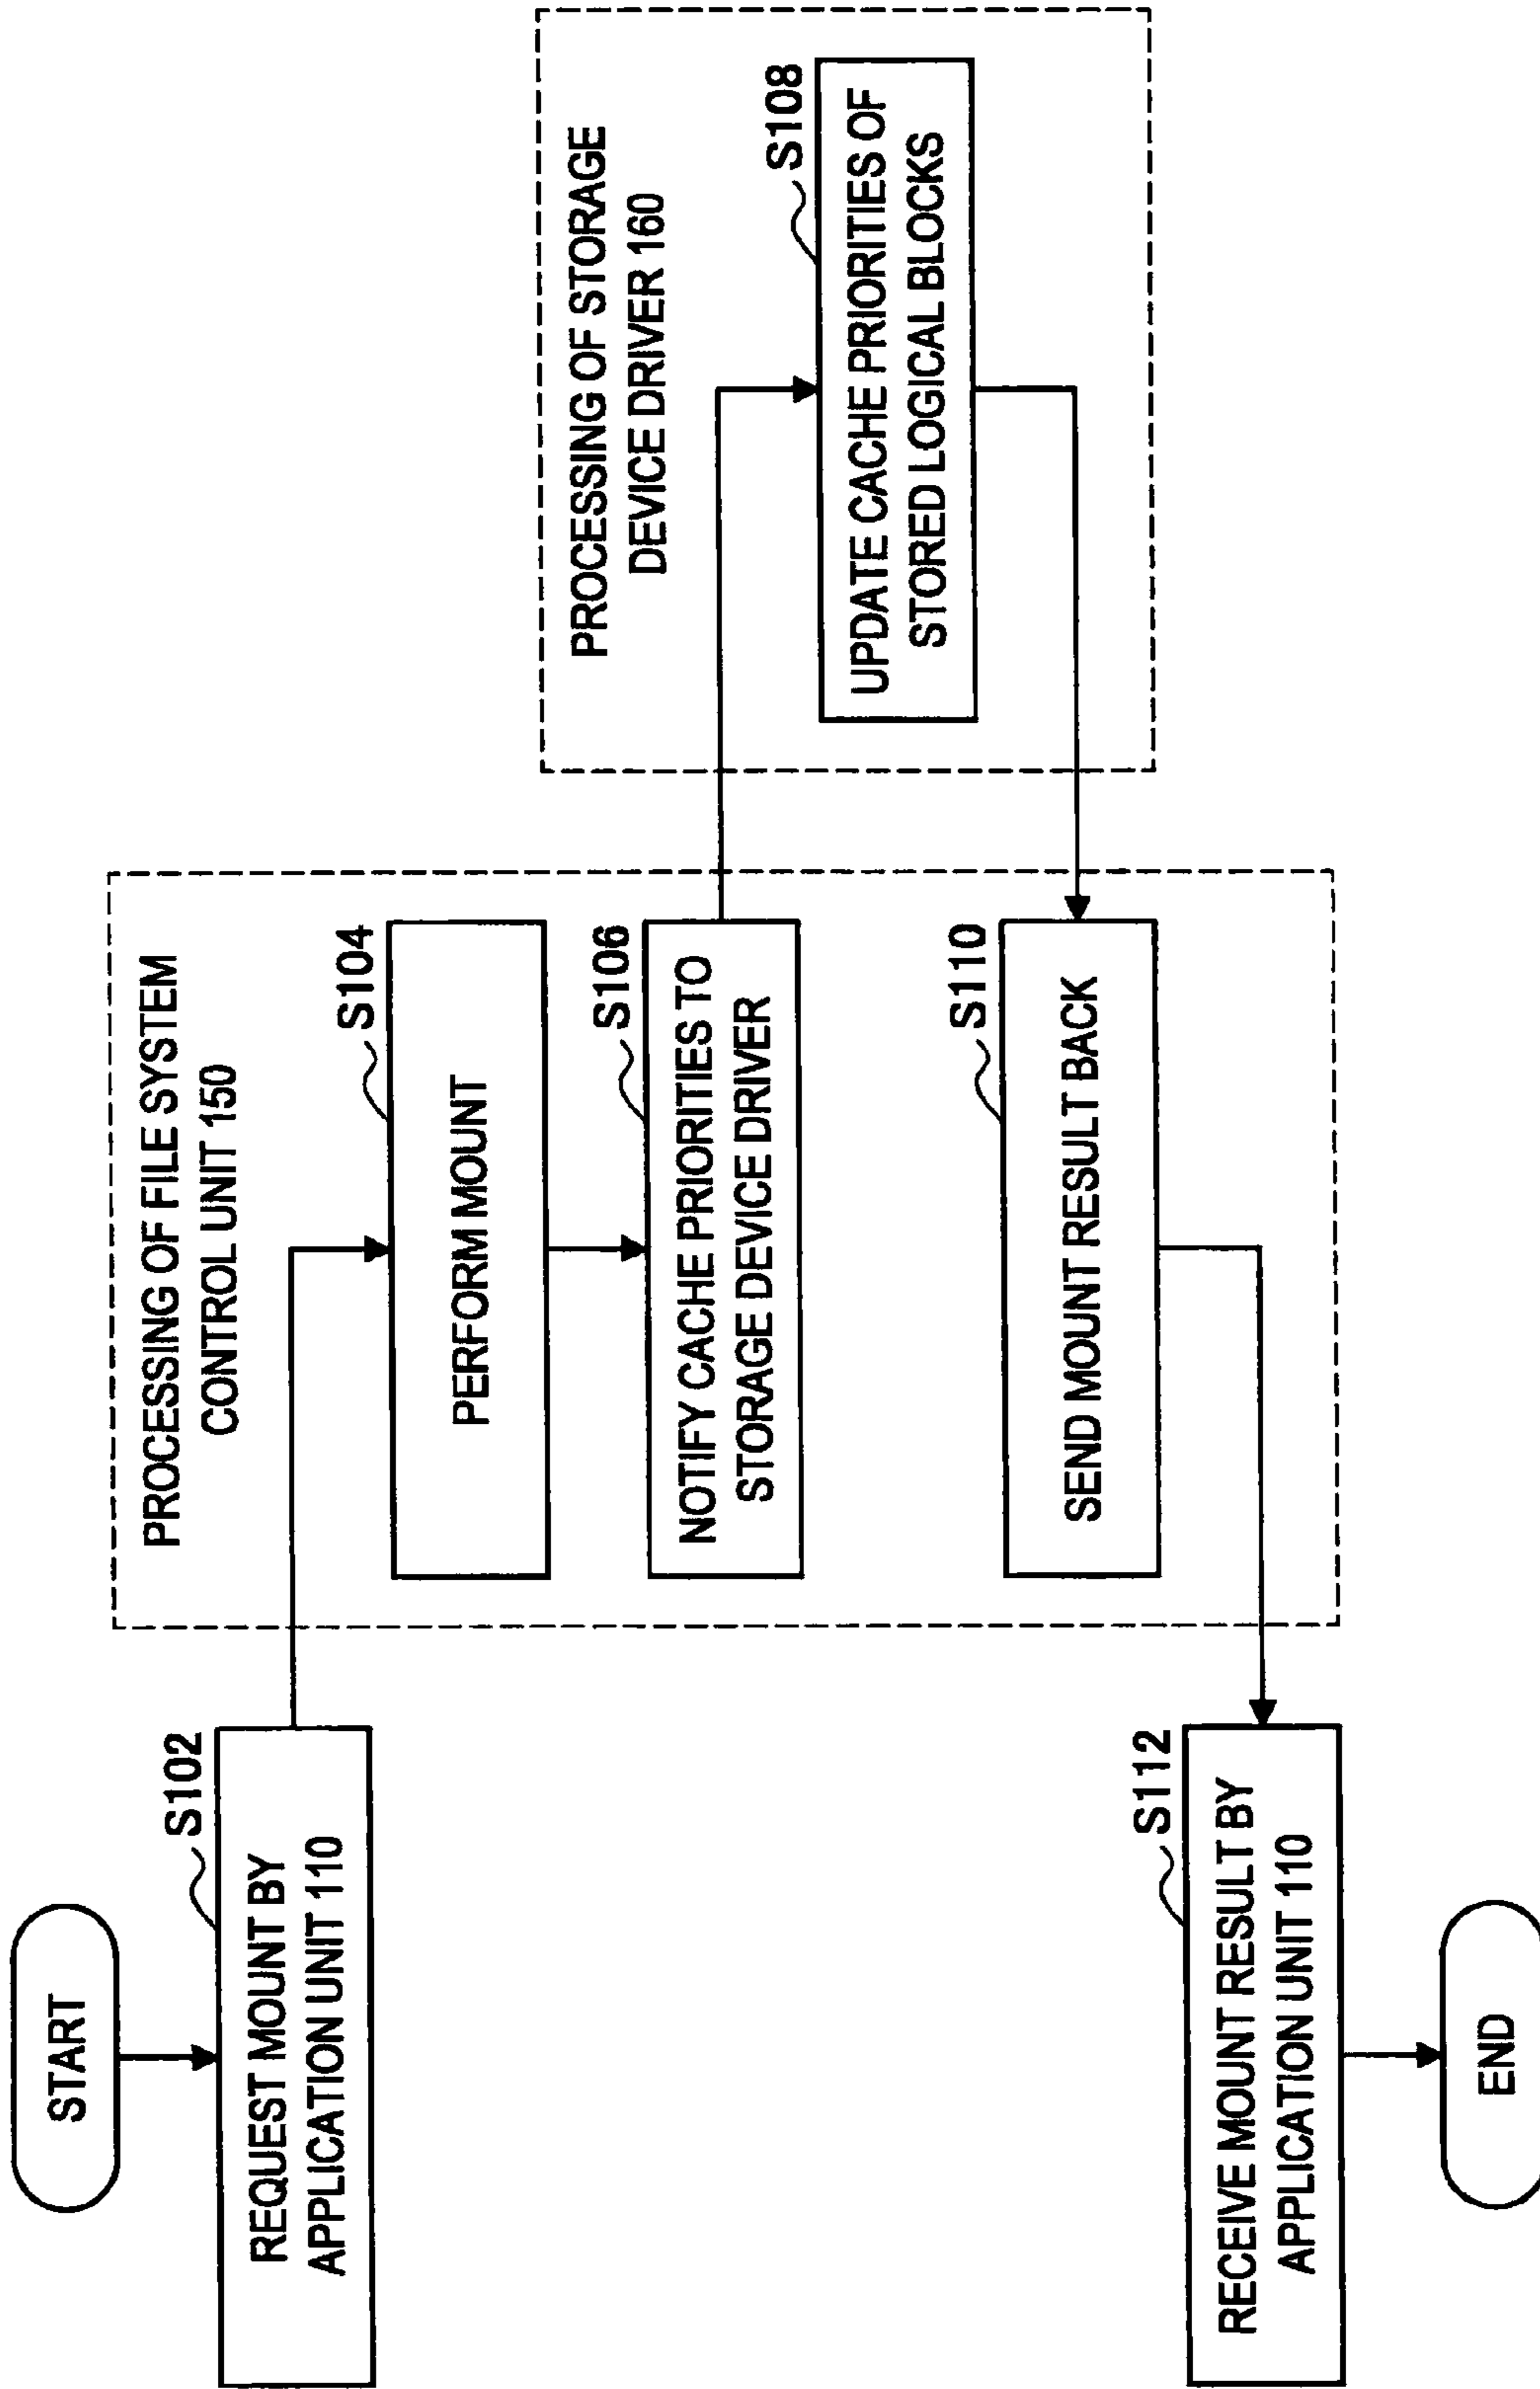 START
S102
REQUEST MOUNT BY
APPLICATION UNIT 110
PROCESSING OF FILE SYSTEM
CONTROL UNIT 150
S104
PERFORM MOUNT
S106
NOTIFY CACHE PRIORITIES TO
STORAGE DEVICE DRIVER
PROCESSING OF STORAGE
DEVICE DRIVER 160
S108
UPDATE CACHE PRIORITIES OF
STORED LOGICAL BLOCKS
S110
SEND MOUNT RESULT BACK
S112
RECEIVE MOUNT RESULT BY
APPLICATION UNIT 110
END